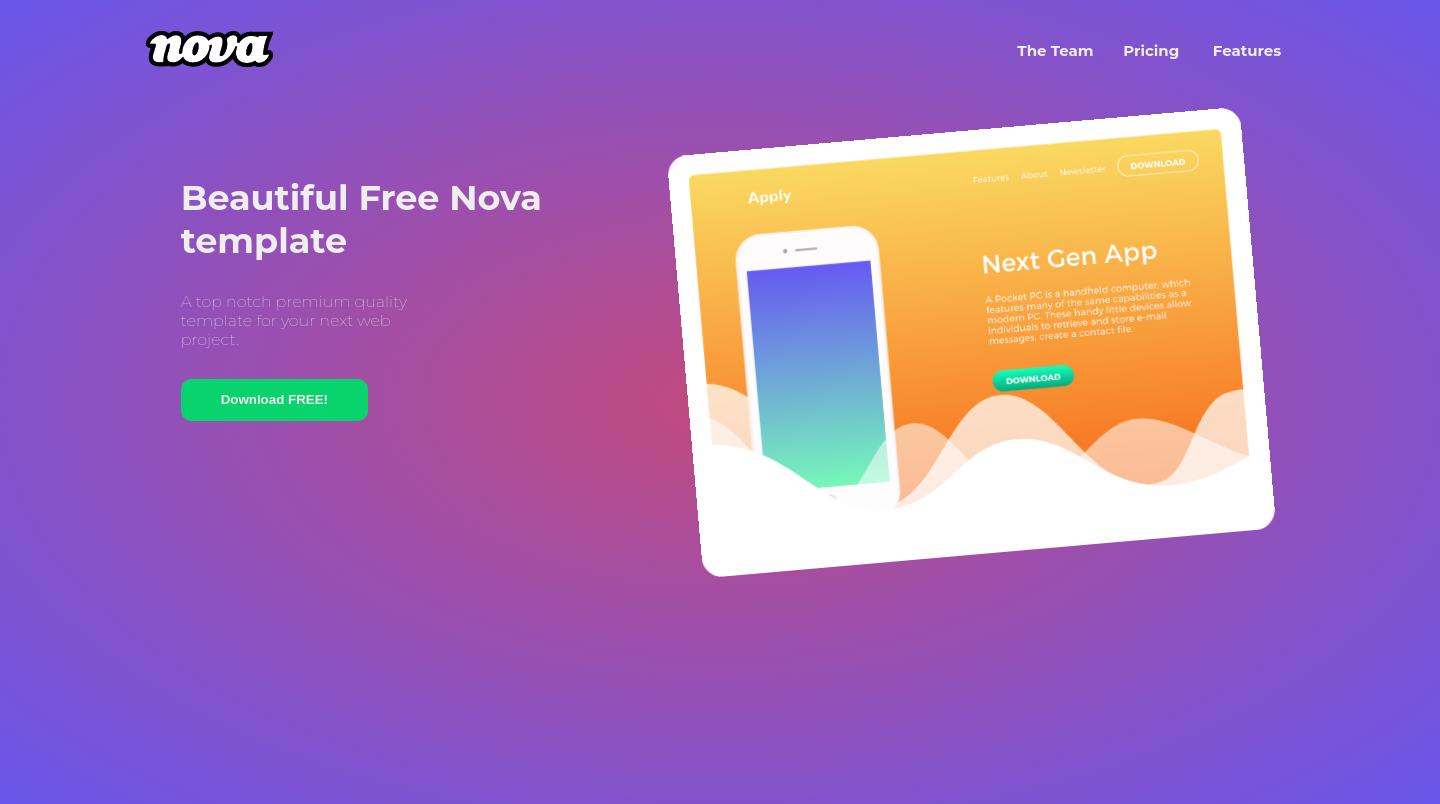 nova
The Team
Pricing
Features
Beautiful Free Nova
template
A top notch premium quality
template for your next web
project.
Download FREE!
Apply
Features
About
Newsletter
DOWNLOAD
Next Gen App
A Pocket PC is a handheld computer, which
features many of the same capabilities as a
modern PC. These handy little devices allow
individuals to retrieve and store e-mail
messages, create a contact file.
DOWNLOAD